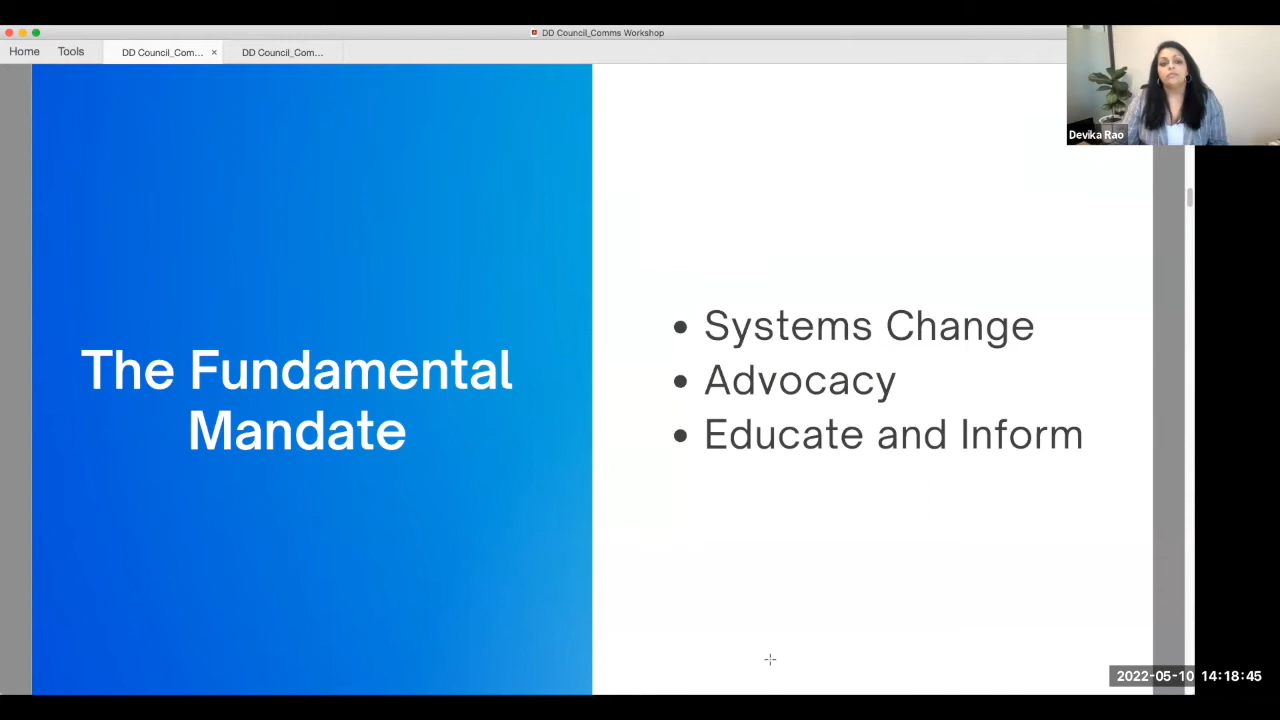 DD Council_Comms Workshop
Home Tools DD Council_Com... × DD Council_Com...
Devika Rao
The Fundamental
Mandate
• Systems Change
• Advocacy
• Educate and Inform
2022-05-10 14:18:45